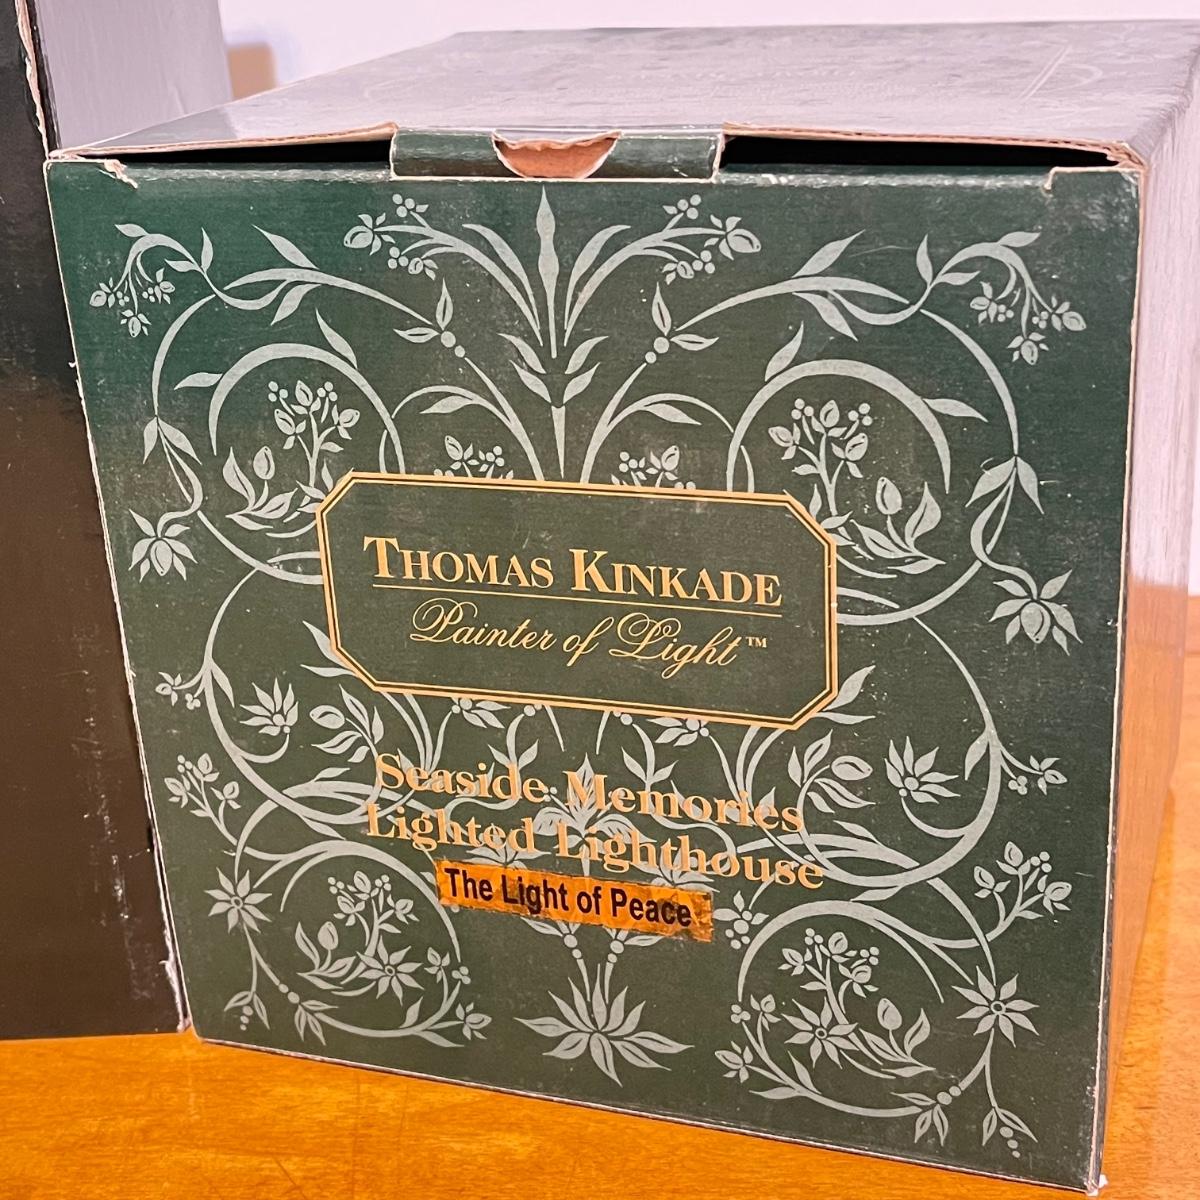 THOMAS KINKADE
Painter of Light™
Seaside Memories
Lighted Lighthouse
The Light of Peace